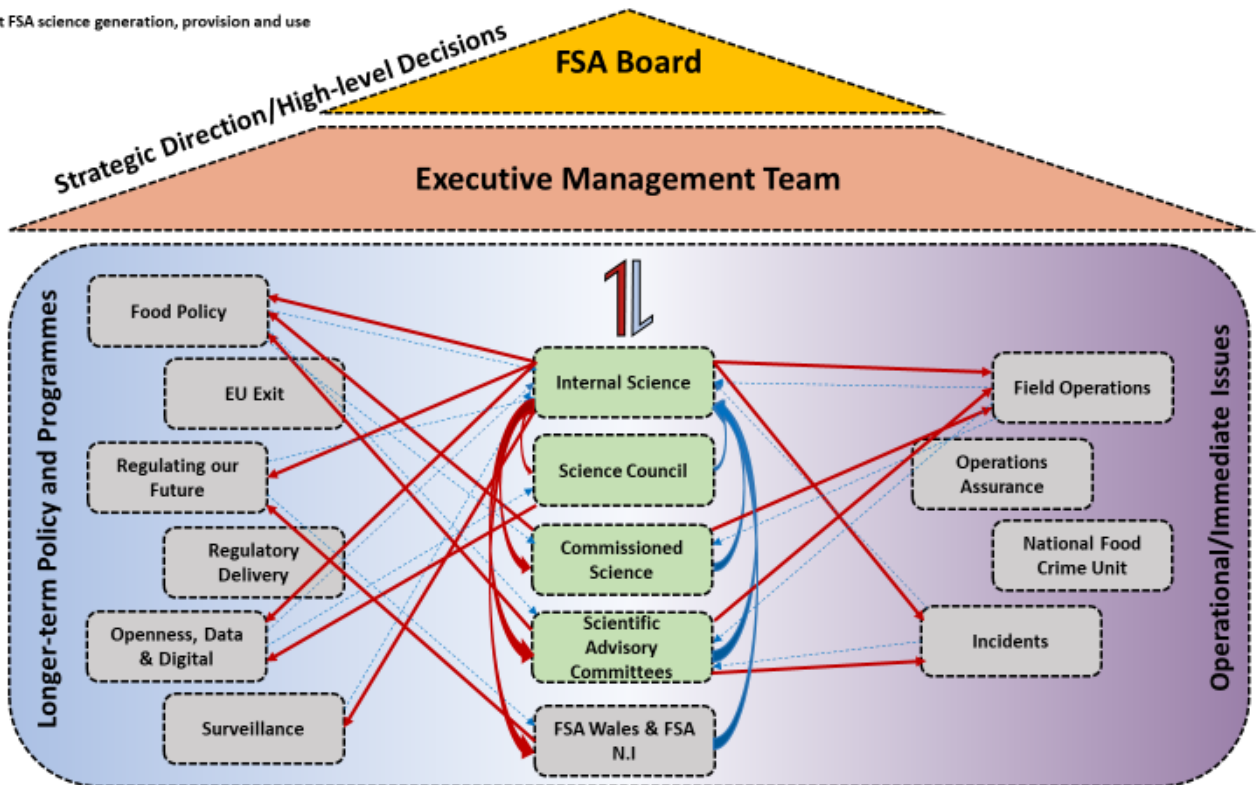 t FSA science generation, provision and use
Strategic Direction/High-level Decisions
FSA Board
Executive Management Team
Longer-term Policy and Programmes
Food Policy
EU Exit
Regulating our
Future
Regulatory
Delivery
Openness, Data
& Digital
Surveillance
Internal Science
Science Council
Commissioned
Science
Scientific
Advisory
Committees
FSA Wales & FSA
N.I
Field Operations
Operations
Assurance
National Food
Crime Unit
Incidents
Operational/Immediate Issues